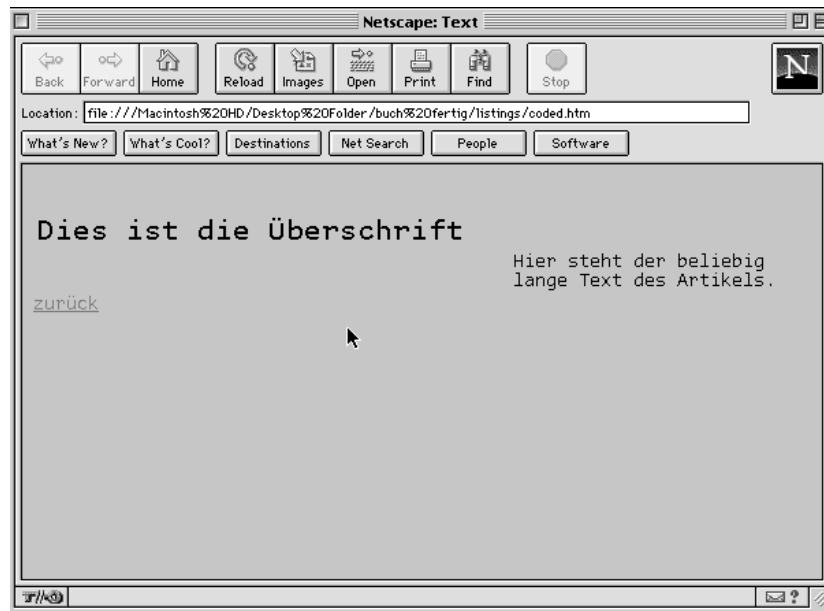 Netscape: Text
Back Forward Home Reload Images Open Print Find Stop
N
Location: file:///Macintosh%20HD/Desktop%20Folder/buch%20fertig/listings/coded.htm
What's New? What's Cool? Destinations Net Search People Software
Dies ist die Überschrift
Hier steht der beliebig
lange Text des Artikels.
zurück
?